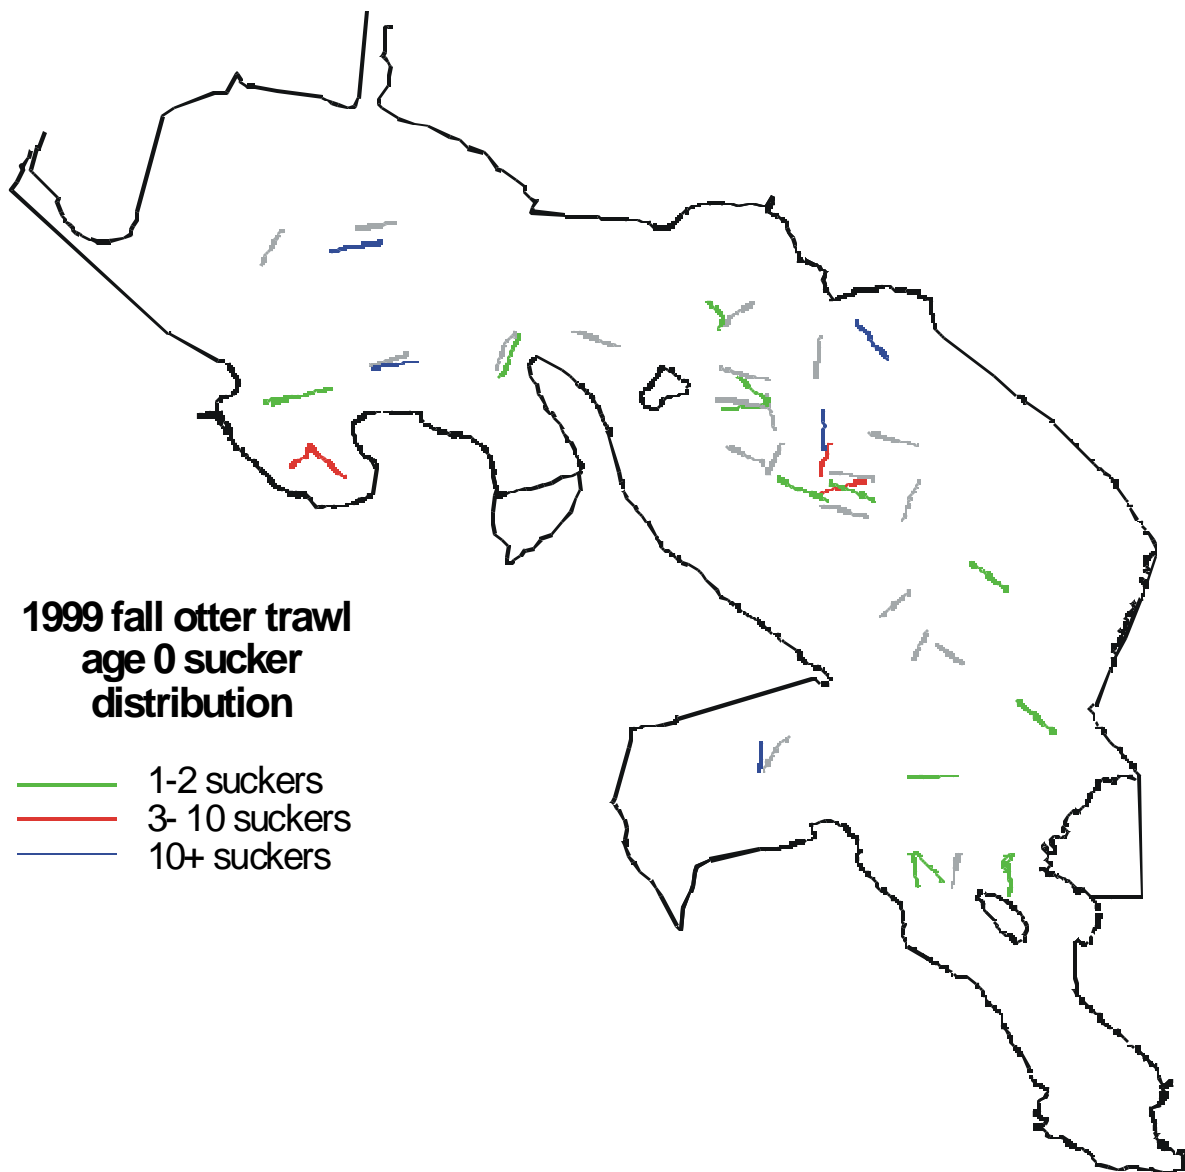 1999 fall otter trawl
age 0 sucker
distribution
1-2 suckers
3- 10 suckers
10+ suckers